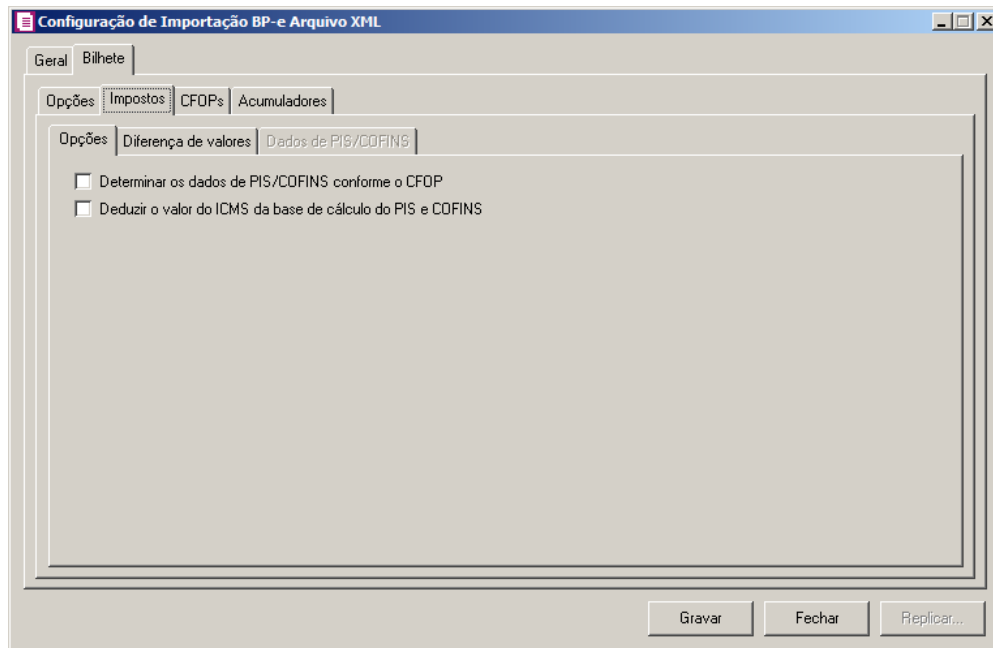 Configuração de Importação BP-e Arquivo XML
Geral Bilhete
Opções Impostos CFOPs Acumuladores
Opções Diferença de valores Dados de PIS/COFINS
Determinar os dados de PIS/COFINS conforme o CFOP
Deduzir o valor do ICMS da base de cálculo do PIS e COFINS
Gravar Fechar Replicar...